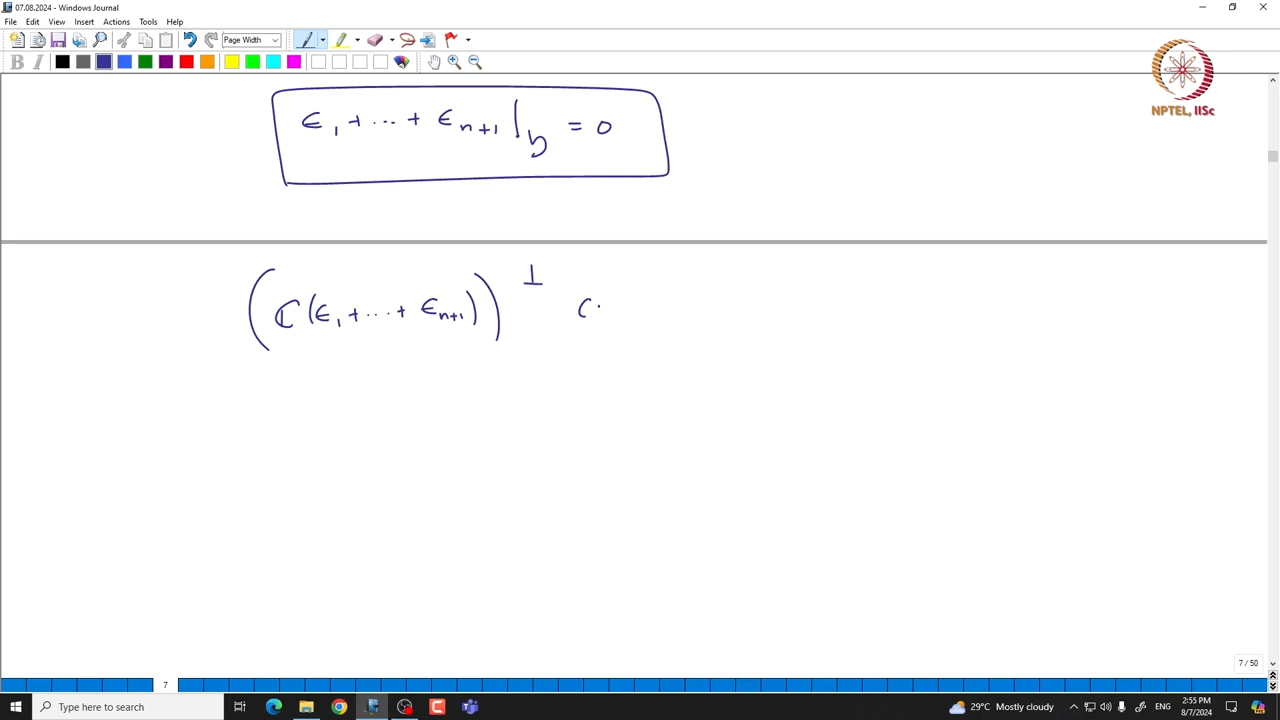 07.08.2024 - Windows Journal
File Edit View Insert Actions Tools Help
Page Width
B I
NPTEL, IISc
ϵ₁ + ... + ϵₙ₊₁ |_𝔥 = 0
(ℂ(ϵ₁ + ... + ϵₙ₊₁))^⊥
7 / 50
7
Type here to search
29°C Mostly cloudy
ENG
2:55 PM
8/7/2024